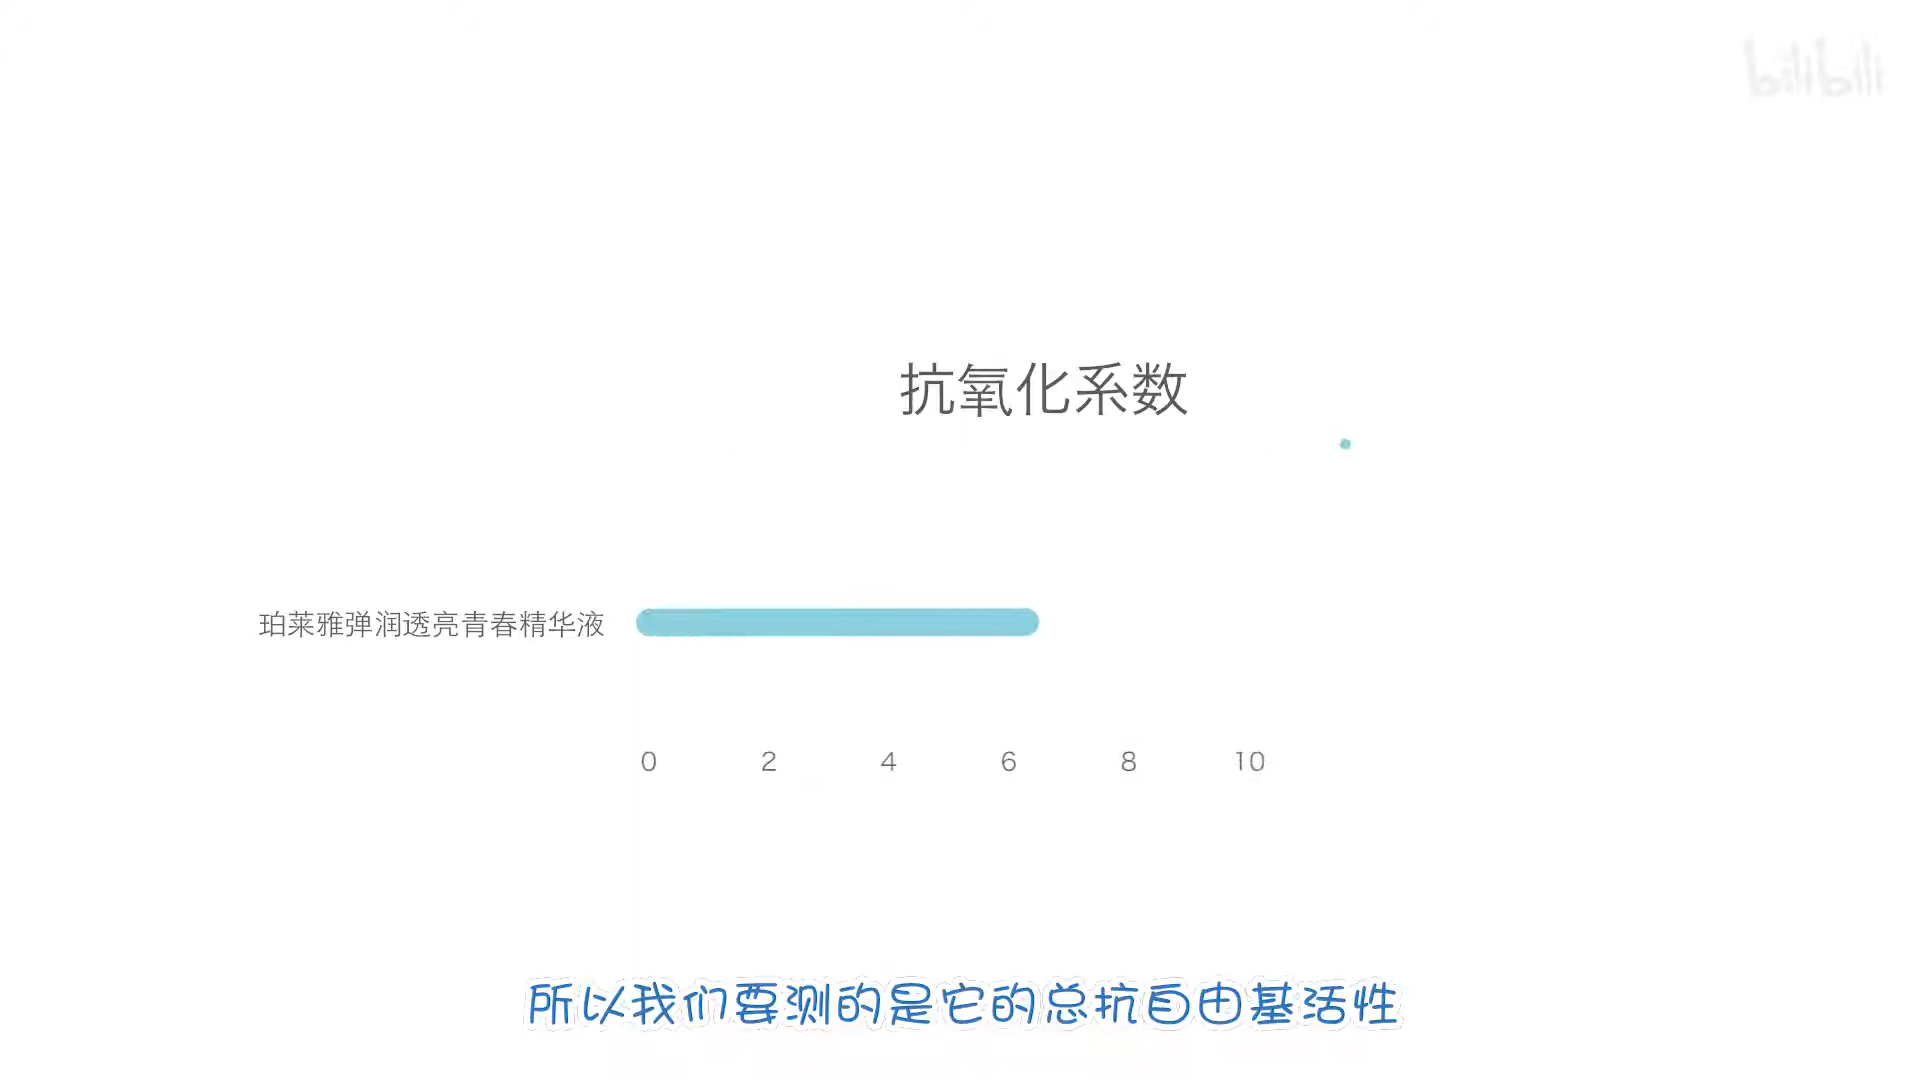 bilibili
抗氧化系数
珀莱雅弹润透亮青春精华液
0 2 4 6 8 10
所以我们要测的是它的总抗自由基活性